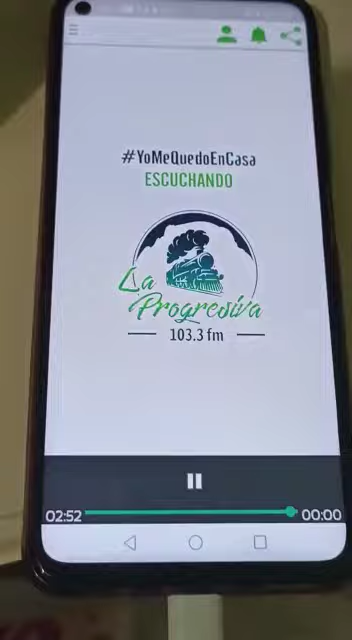 #YoMeQuedoEnCasa
ESCUCHANDO
La
Progresiva
103.3 fm
02:52
00:00